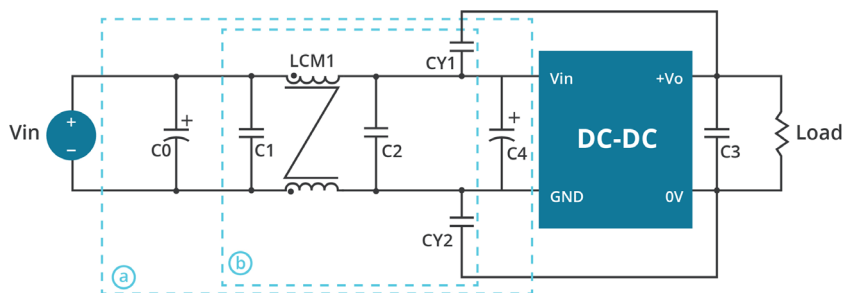 LCM1
CY1
Vin
+
−
+
C0
C1
C2
+
C4
Vin
+Vo
DC-DC
GND
0V
C3
Load
CY2
a
b